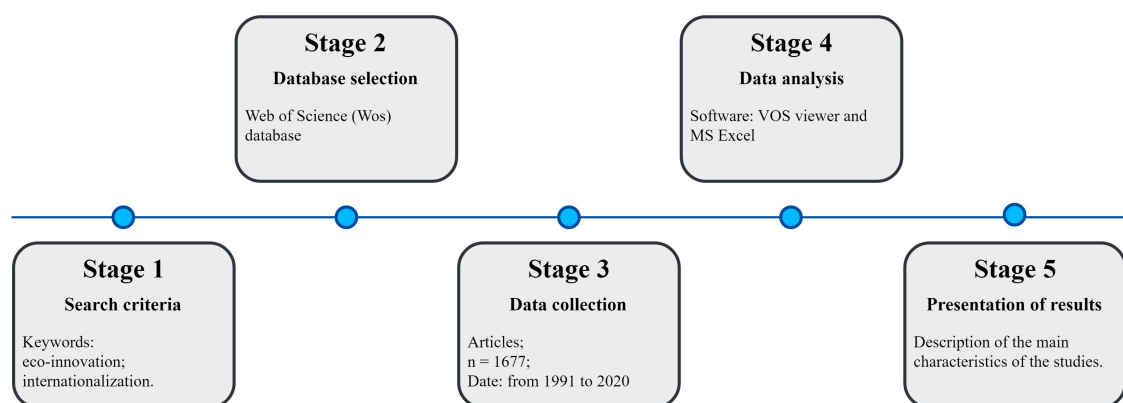 Stage 1
Search criteria
Keywords:
eco-innovation;
internationalization.
Stage 2
Database selection
Web of Science (Wos)
database
Stage 3
Data collection
Articles;
n = 1677;
Date: from 1991 to 2020
Stage 4
Data analysis
Software: VOS viewer and
MS Excel
Stage 5
Presentation of results
Description of the main
characteristics of the studies.